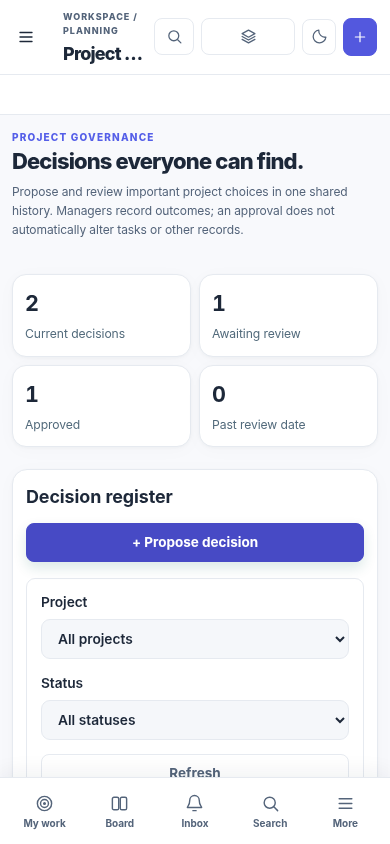 WORKSPACE /
PLANNING
Project ...
PROJECT GOVERNANCE
Decisions everyone can find.
Propose and review important project choices in one shared
history. Managers record outcomes; an approval does not
automatically alter tasks or other records.
2
Current decisions
1
Awaiting review
1
Approved
0
Past review date
Decision register
+ Propose decision
Project
All projects
Status
All statuses
Refresh
My work
Board
Inbox
Search
More